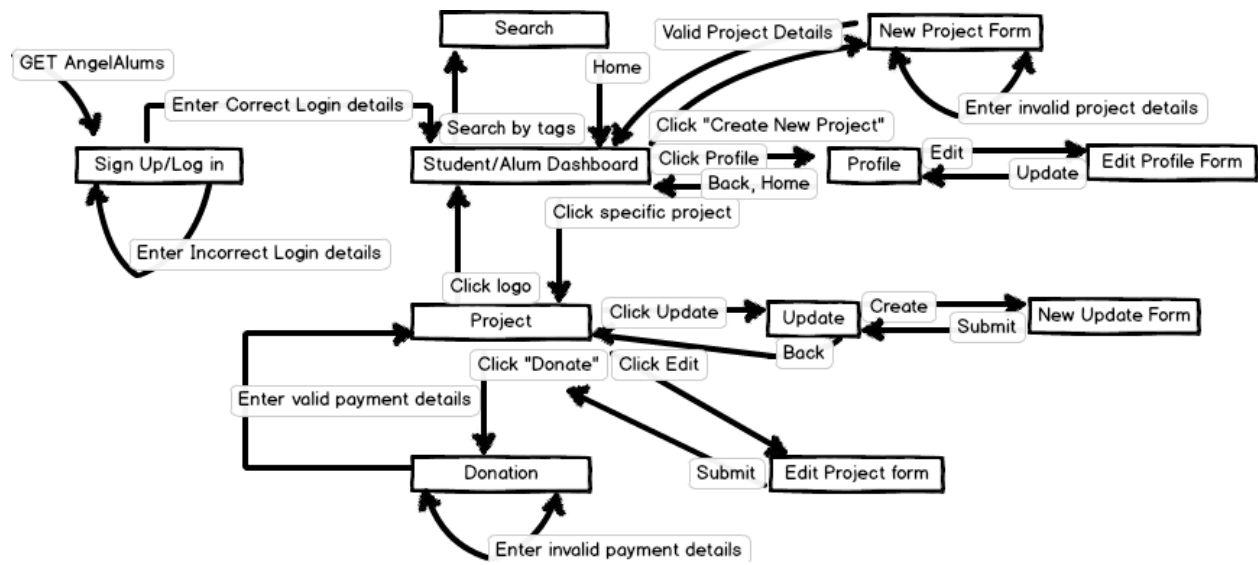 Search
Valid Project Details
New Project Form
GET AngelAlums
Home
Enter Correct Login details
Enter invalid project details
Search by tags
Click "Create New Project"
Sign Up/Log in
Student/Alum Dashboard
Click Profile
Profile
Edit
Edit Profile Form
Back, Home
Update
Click specific project
Enter Incorrect Login details
Click logo
Project
Click Update
Update
Create
New Update Form
Submit
Back
Click "Donate"
Click Edit
Enter valid payment details
Donation
Submit
Edit Project form
Enter invalid payment details